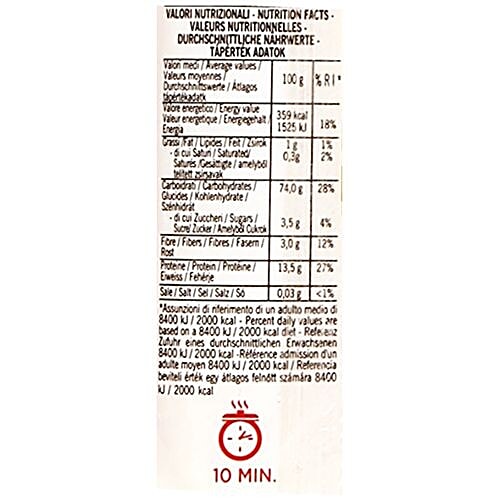 VALORI NUTRIZIONALI - NUTRITION FACTS -
VALEURS NUTRITIONNELLES -
DURCHSCHNITTLICHE NÄHRWERTE -
TÁPÉRTÉK ADATOK
Valori medi / Average values /
Valeurs moyennes /
Durchschnittswerte / Átlagos
tápértékadatk
100 g % R I *
Valore energetico / Energy value
Valeur energetique / Energiegehalt /
Energia
359 kcal
1525 kJ 18%
Grassi /Fat / Lipides / Feit / Zsírok 1 g 1%
- di cui Saturi / Saturated/ 0,3g 2%
Saturés /Gesättigte / amelyből
telített zsírsavak
Carboidrati / Carbohydrates / 74,0 g 28%
Glucides / Kohlenhydrate /
Szénhidrát
- di cui Zuccheri / Sugars / 3,5 g 4%
Sucre/ Zucker / Amelyből Cukrok
Fibre / Fibers / Fibres / Fasern / 3,0 g 12%
Rost
Proteine / Protein / Protéine / 13,5 g 27%
Eiweiss / Fehérje
Sale / Salt / Sel / Salz / Só 0,03 g <1%
*Assunzioni di riferimento di un adulto medio di
8400 kJ / 2000 kcal - Percent daily values are
based on a 8400 kJ / 2000 kcal diet - Referenz
Zufuhr eines durchschnittlichen Erwachsenen
8400 kJ / 2000 kcal -Référence admission d'un
adulte moyen 8400 kJ / 2000 kcal / Referencia
beviteli érték egy átlagos felnőtt számára 8400
kJ / 2000 kcal
10 MIN.